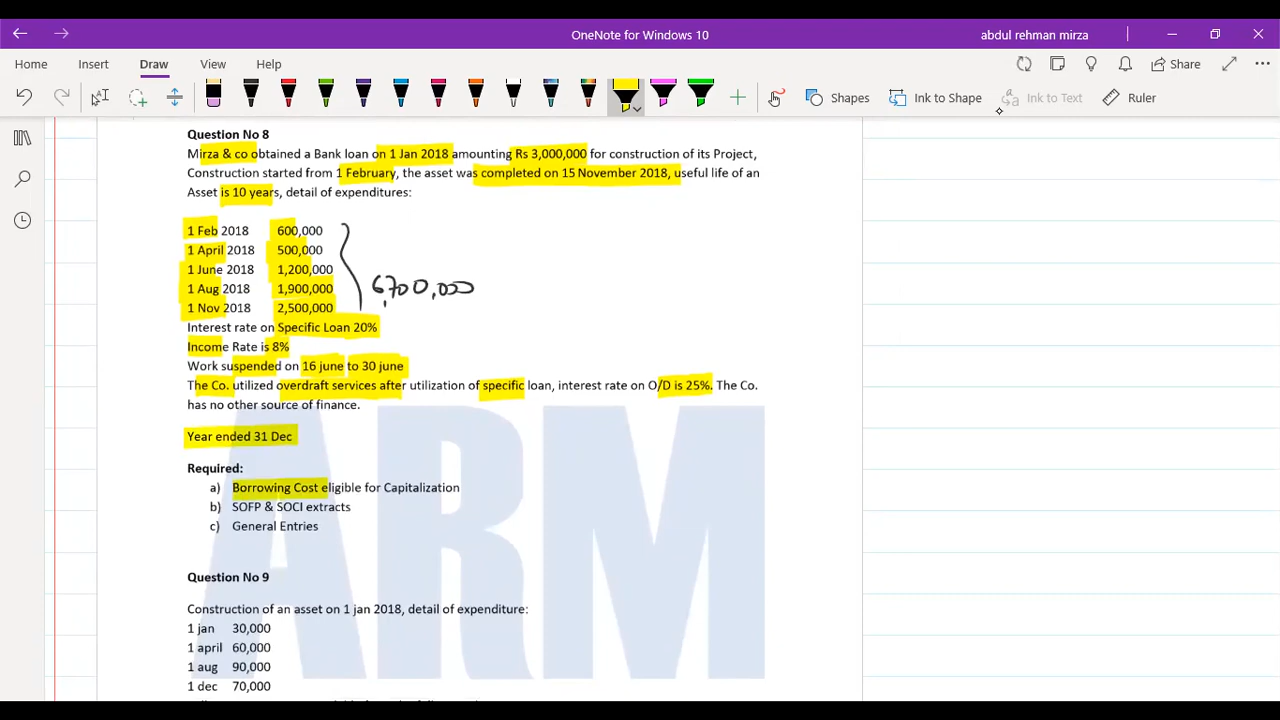 OneNote for Windows 10
abdul rehman mirza
Home Insert Draw View Help
Share
Shapes Ink to Shape Ink to Text Ruler
Question No 8
Mirza & co obtained a Bank loan on 1 Jan 2018 amounting Rs 3,000,000 for construction of its Project,
Construction started from 1 February, the asset was completed on 15 November 2018, useful life of an
Asset is 10 years, detail of expenditures:
1 Feb 2018 600,000
1 April 2018 500,000
1 June 2018 1,200,000
6,700,000
1 Aug 2018 1,900,000
1 Nov 2018 2,500,000
Interest rate on Specific Loan 20%
Income Rate is 8%
Work suspended on 16 june to 30 june
The Co. utilized overdraft services after utilization of specific loan, interest rate on O/D is 25%. The Co.
has no other source of finance.
Year ended 31 Dec
Required:
a) Borrowing Cost eligible for Capitalization
b) SOFP & SOCI extracts
c) General Entries
Question No 9
Construction of an asset on 1 jan 2018, detail of expenditure:
1 jan 30,000
1 april 60,000
1 aug 90,000
1 dec 70,000
ARM